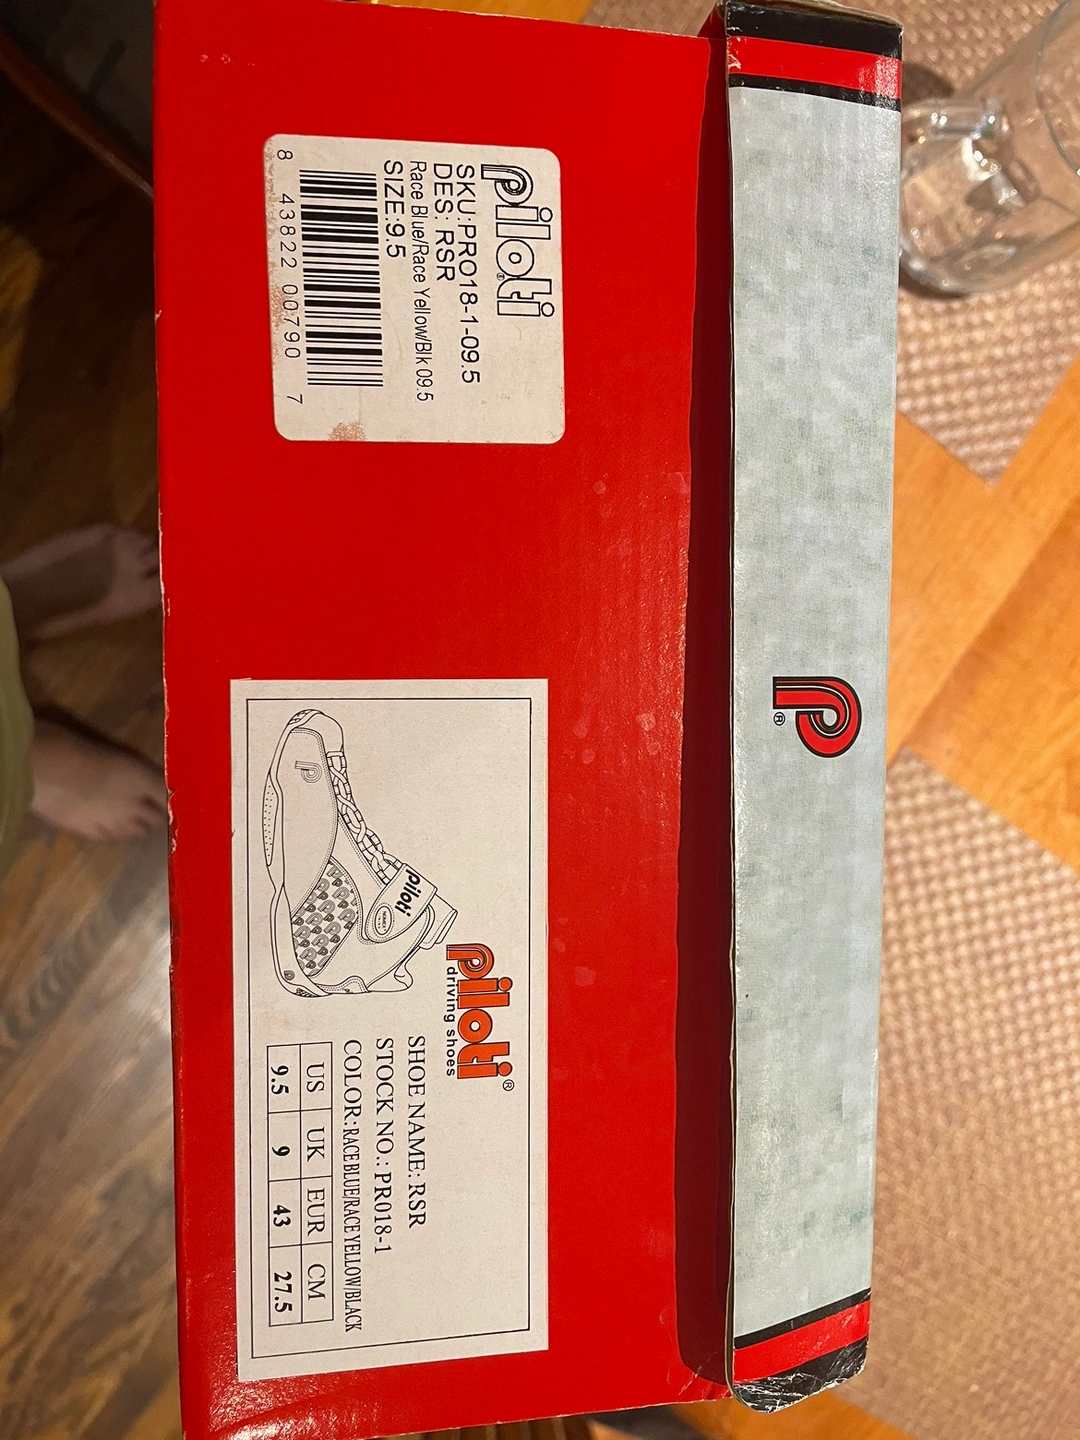 piloti
SKU:PRO18-1-09.5
DES: RSR
Race Blue/Race Yellow/Blk 09.5
SIZE:9.5
8 43822 00790 7
P®
P
piloti
piloti®
driving shoes
SHOE NAME: RSR
STOCK NO.: PR018-1
COLOR: RACE BLUE/RACE YELLOW/BLACK
US UK EUR CM
9.5 9 43 27.5